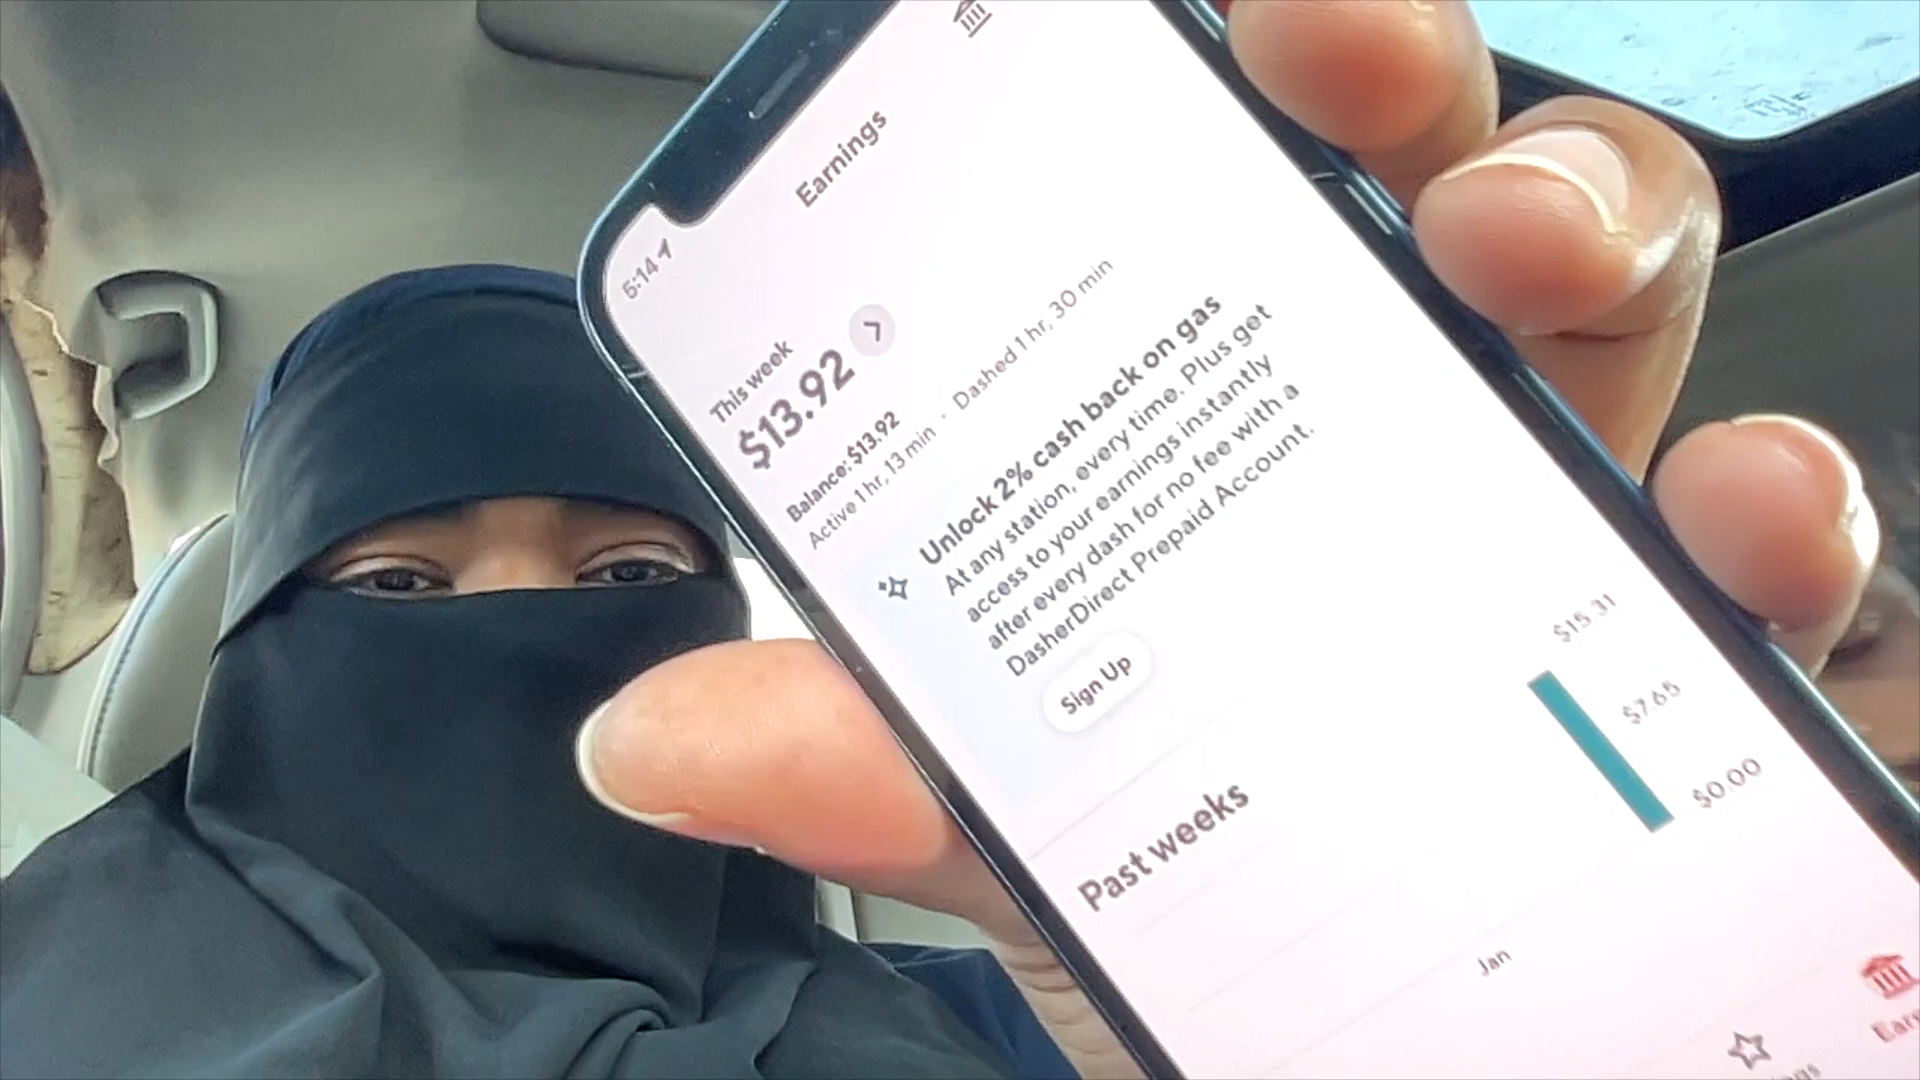 5:14
Earnings
This week
$13.92
Balance: $13.92
Active 1 hr, 13 min · Dashed 1 hr, 30 min
Unlock 2% cash back on gas
At any station, every time. Plus get
access to your earnings instantly
after every dash for no fee with a
DasherDirect Prepaid Account.
Sign Up
Past weeks
$15.31
$7.65
$0.00
Jan